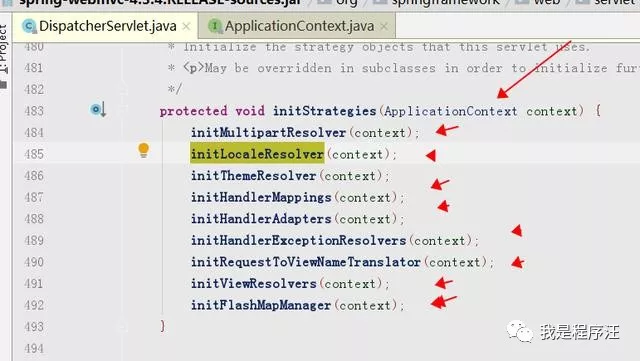 spring-webmvc-4.3.4.RELEASE-sources.jar org springframework web servlet
DispatcherServlet.java ApplicationContext.java
1: Project
480 * Initialize the strategy objects that this servlet uses.
481 * <p>May be overridden in subclasses in order to initialize fur
482 */
483 protected void initStrategies(ApplicationContext context) {
484 initMultipartResolver(context);
485 initLocaleResolver(context);
486 initThemeResolver(context);
487 initHandlerMappings(context);
488 initHandlerAdapters(context);
489 initHandlerExceptionResolvers(context);
490 initRequestToViewNameTranslator(context);
491 initViewResolvers(context);
492 initFlashMapManager(context);
493 }
494
我是程序汪